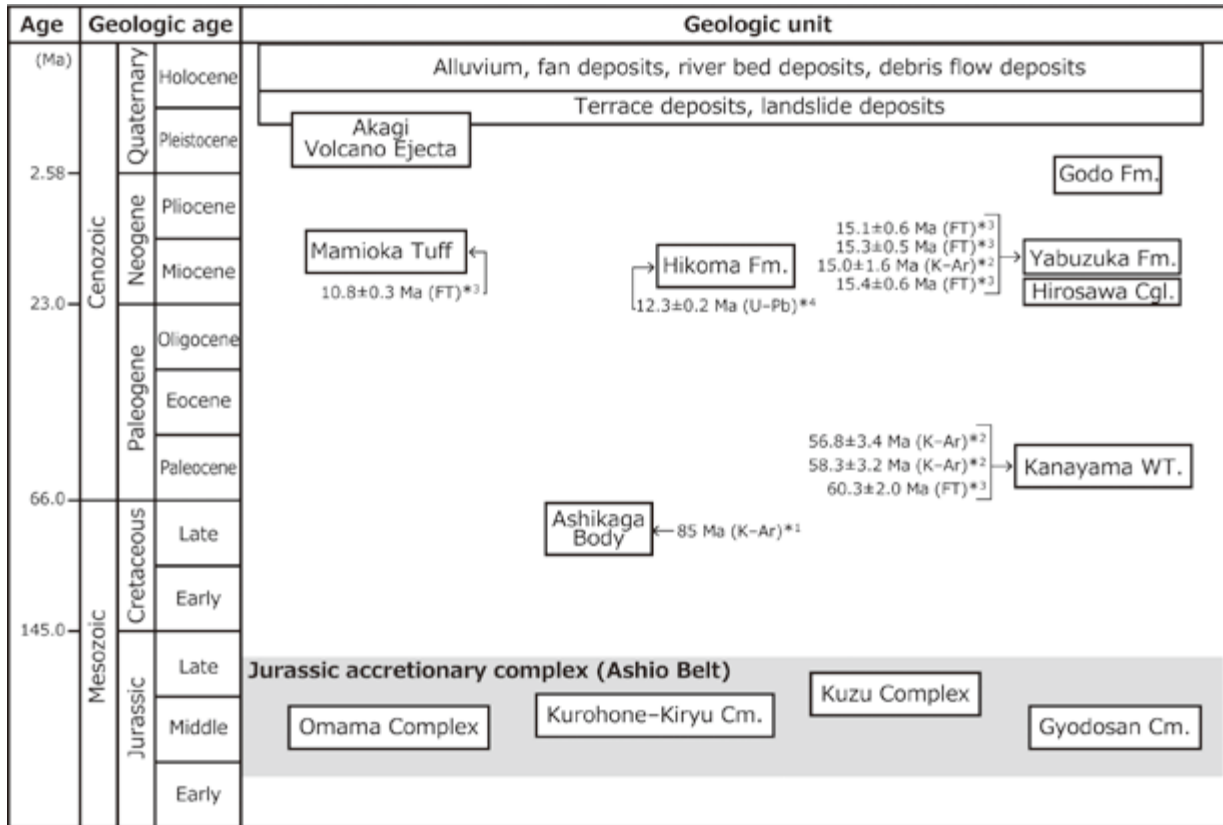 Age Geologic age Geologic unit
(Ma)
Quaternary
Holocene
Pleistocene
Alluvium, fan deposits, river bed deposits, debris flow deposits
Terrace deposits, landslide deposits
Akagi
Volcano Ejecta
2.58
Godo Fm.
Cenozoic
Neogene
Pliocene
Miocene
Mamioka Tuff
10.8±0.3 Ma (FT)*3
Hikoma Fm.
12.3±0.2 Ma (U–Pb)*4
15.1±0.6 Ma (FT)*3
15.3±0.5 Ma (FT)*3
15.0±1.6 Ma (K–Ar)*2
15.4±0.6 Ma (FT)*3
Yabuzuka Fm.
Hirosawa Cgl.
23.0
Paleogene
Oligocene
Eocene
Paleocene
56.8±3.4 Ma (K–Ar)*2
58.3±3.2 Ma (K–Ar)*2
60.3±2.0 Ma (FT)*3
Kanayama WT.
66.0
Mesozoic
Cretaceous
Late
Early
Ashikaga
Body
85 Ma (K–Ar)*1
145.0
Jurassic
Late
Middle
Early
Jurassic accretionary complex (Ashio Belt)
Omama Complex
Kurohone–Kiryu Cm.
Kuzu Complex
Gyodosan Cm.